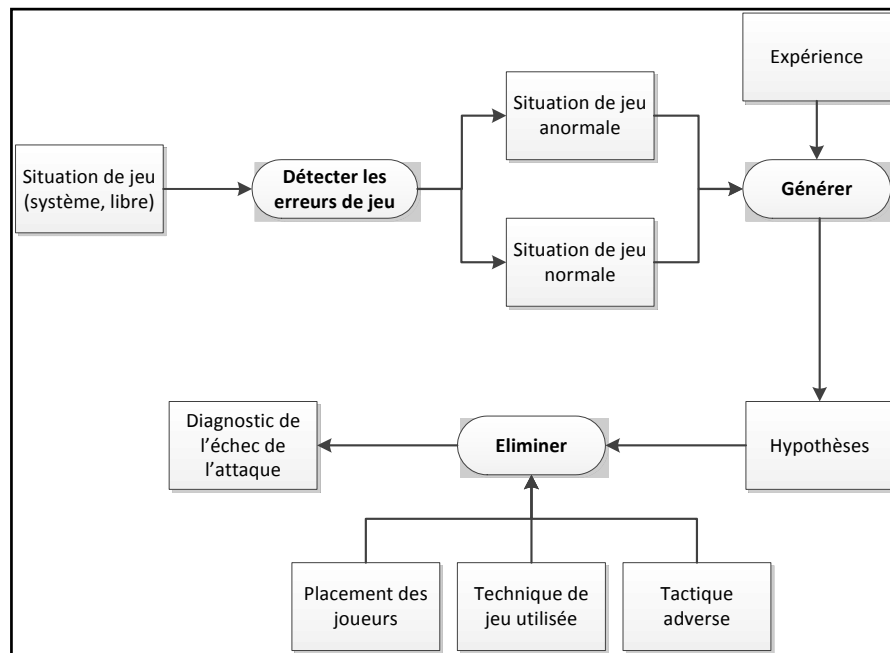 Expérience
Situation de jeu
anormale
Situation de jeu
(système, libre)
Détecter les
erreurs de jeu
Générer
Situation de jeu
normale
Diagnostic de
l'échec de
l'attaque
Eliminer
Hypothèses
Placement des
joueurs
Technique de
jeu utilisée
Tactique
adverse